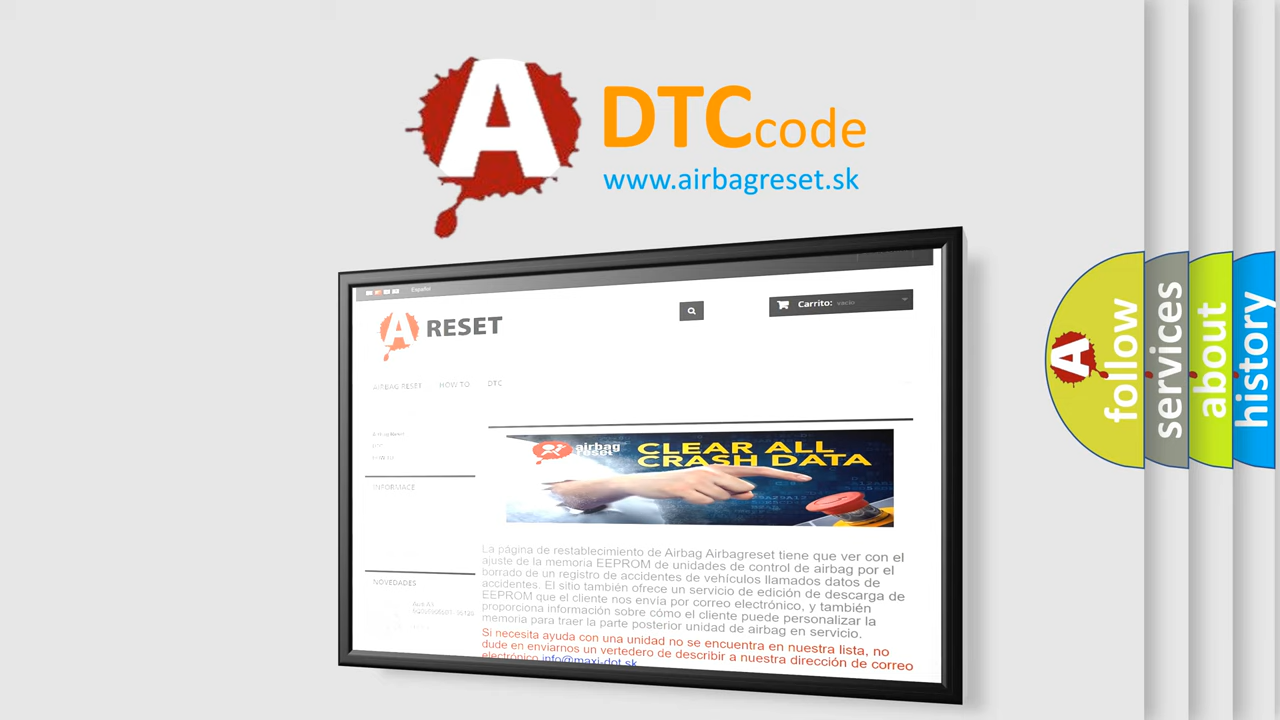 A
DTCcode
www.airbagreset.sk
Español
A RESET
Carrito: vacío
AIRBAG RESET HOW TO DTC
INFORMACE
NOVEDADES
airbag
reset
CLEAR ALL
CRASH DATA
La página de restablecimiento de Airbag Airbagreset tiene que ver con el
ajuste de la memoria EEPROM de unidades de control de airbag por el
borrado de un registro de accidentes de vehículos llamados datos de
accidentes. El sitio también ofrece un servicio de edición de descarga de
EEPROM que el cliente nos envía por correo electrónico, y también
proporciona información sobre cómo el cliente puede personalizar la
memoria para traer la parte posterior unidad de airbag en servicio.
Si necesita ayuda con una unidad no se encuentra en nuestra lista, no
dude en enviarnos un vertedero de describir a nuestra dirección de correo
electrónico info@maxi-dot.sk
A
follow
services
about
history